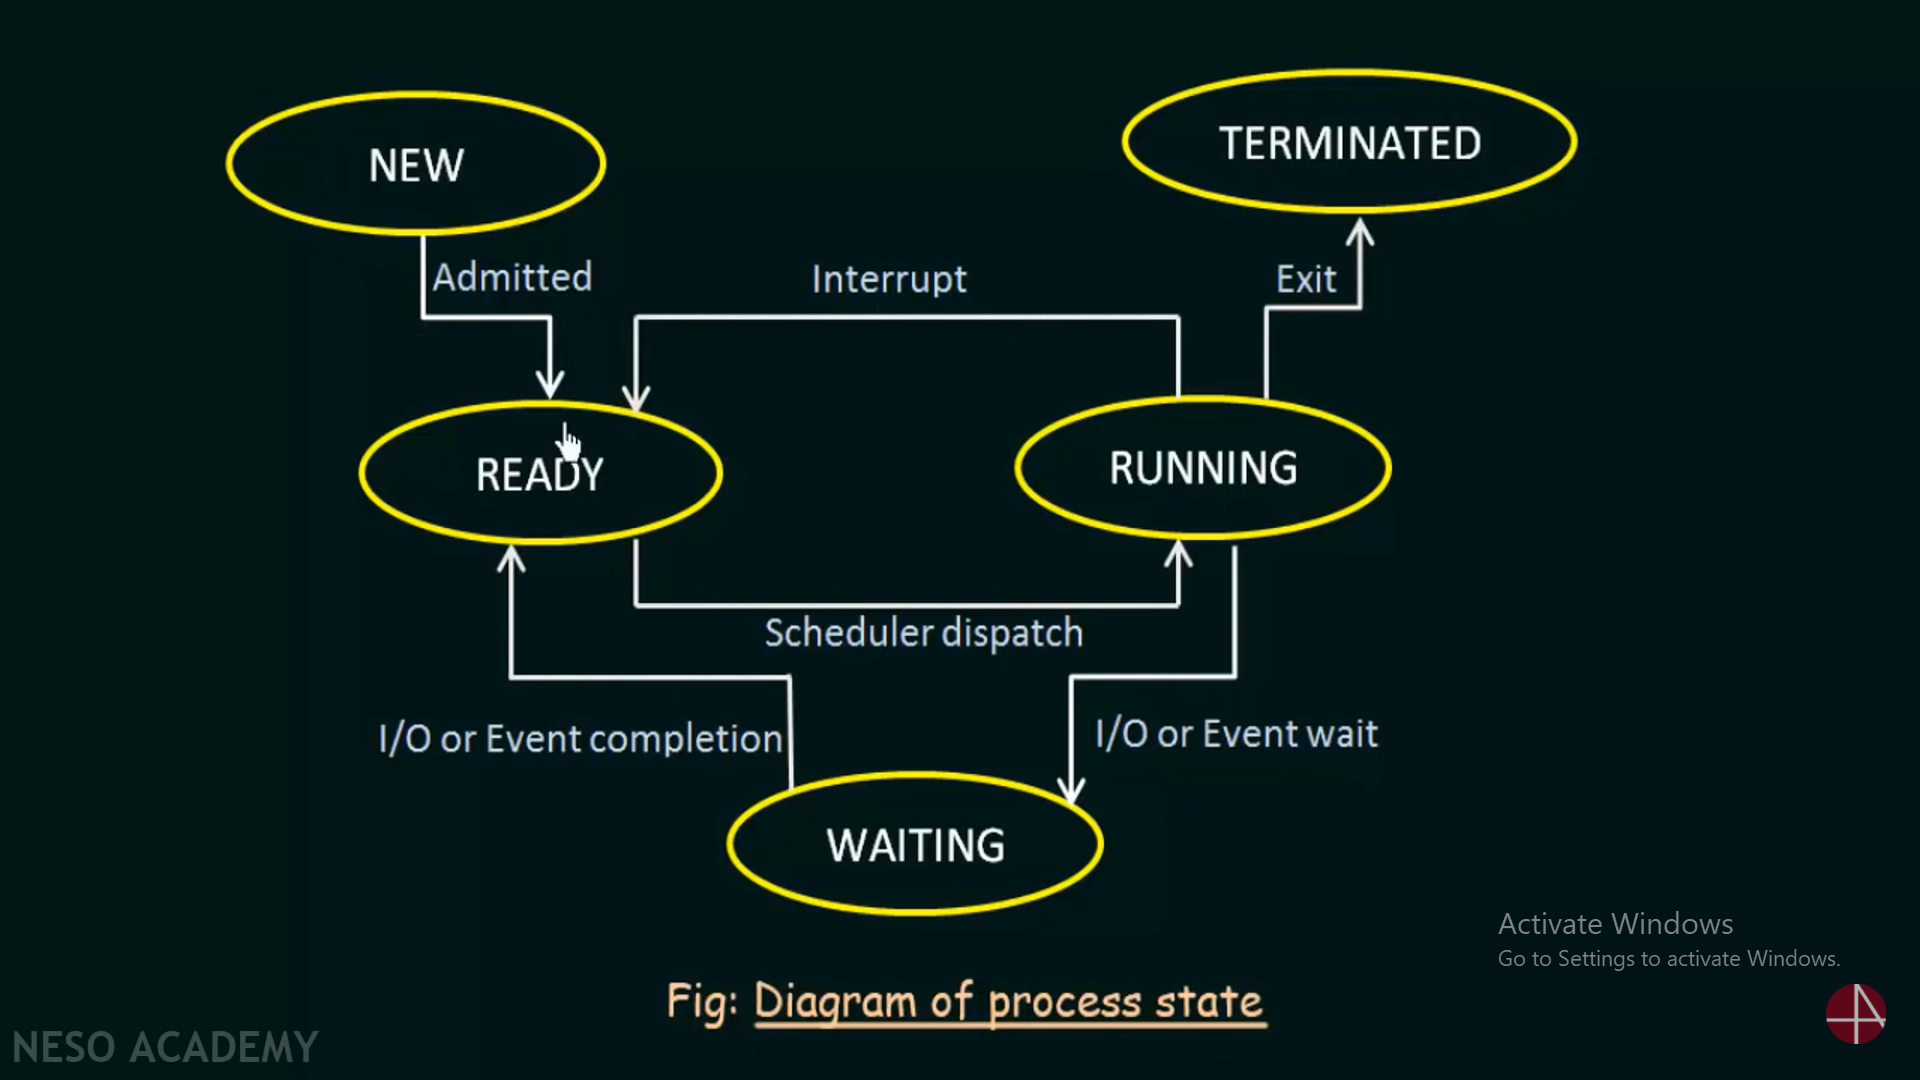 NEW
TERMINATED
Admitted
Interrupt
Exit
READY
RUNNING
Scheduler dispatch
I/O or Event completion
I/O or Event wait
WAITING
Activate Windows
Go to Settings to activate Windows.
Fig: Diagram of process state
NESO ACADEMY